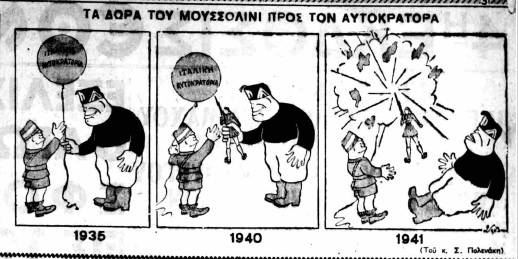 ΤΑ ΔΩΡΑ ΤΟΥ ΜΟΥΣΣΟΛΙΝΙ ΠΡΟΣ ΤΟΝ ΑΥΤΟΚΡΑΤΟΡΑ
ΙΤΑΛΙΚΗ
ΑΥΤΟΚΡΑΤΟΡΙΑ
ΙΤΑΛΙΚΗ
ΑΥΤΟΚΡΑΤΟΡΙΑ
1935
1940
1941
(Τοῦ κ. Σ. Πολενάκη)